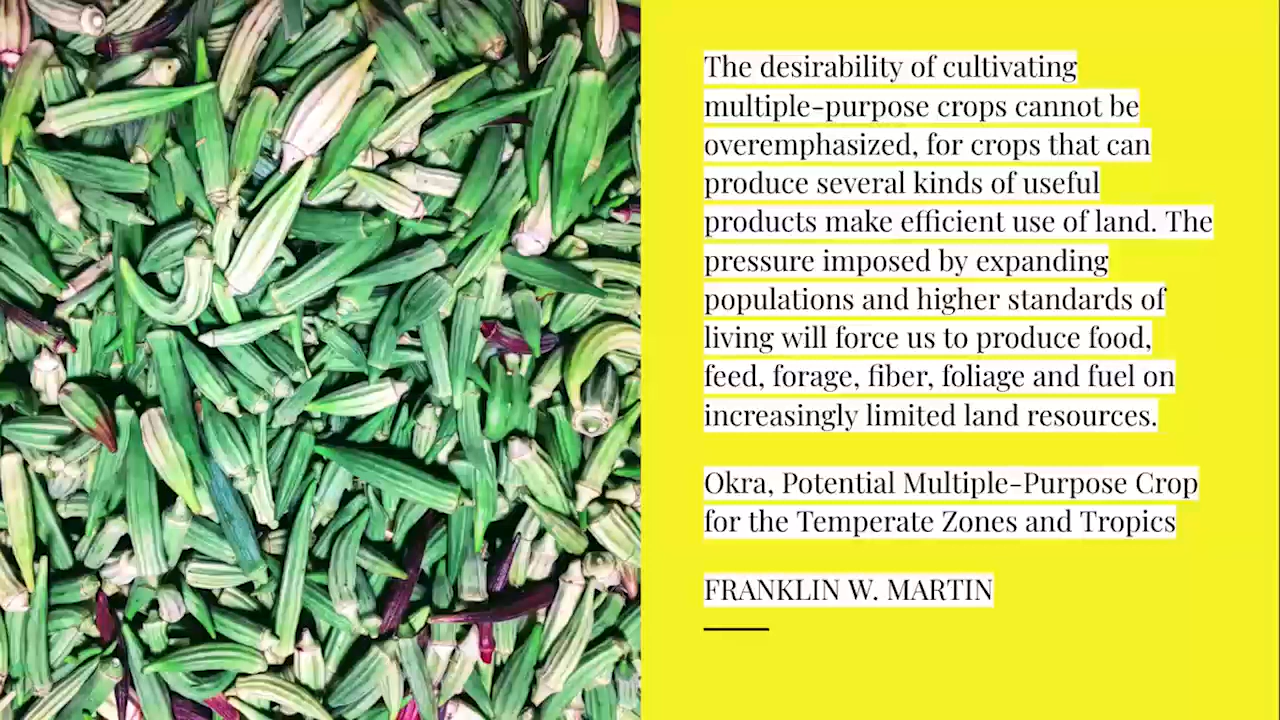 The desirability of cultivating
multiple-purpose crops cannot be
overemphasized, for crops that can
produce several kinds of useful
products make efficient use of land. The
pressure imposed by expanding
populations and higher standards of
living will force us to produce food,
feed, forage, fiber, foliage and fuel on
increasingly limited land resources.
Okra, Potential Multiple-Purpose Crop
for the Temperate Zones and Tropics
FRANKLIN W. MARTIN